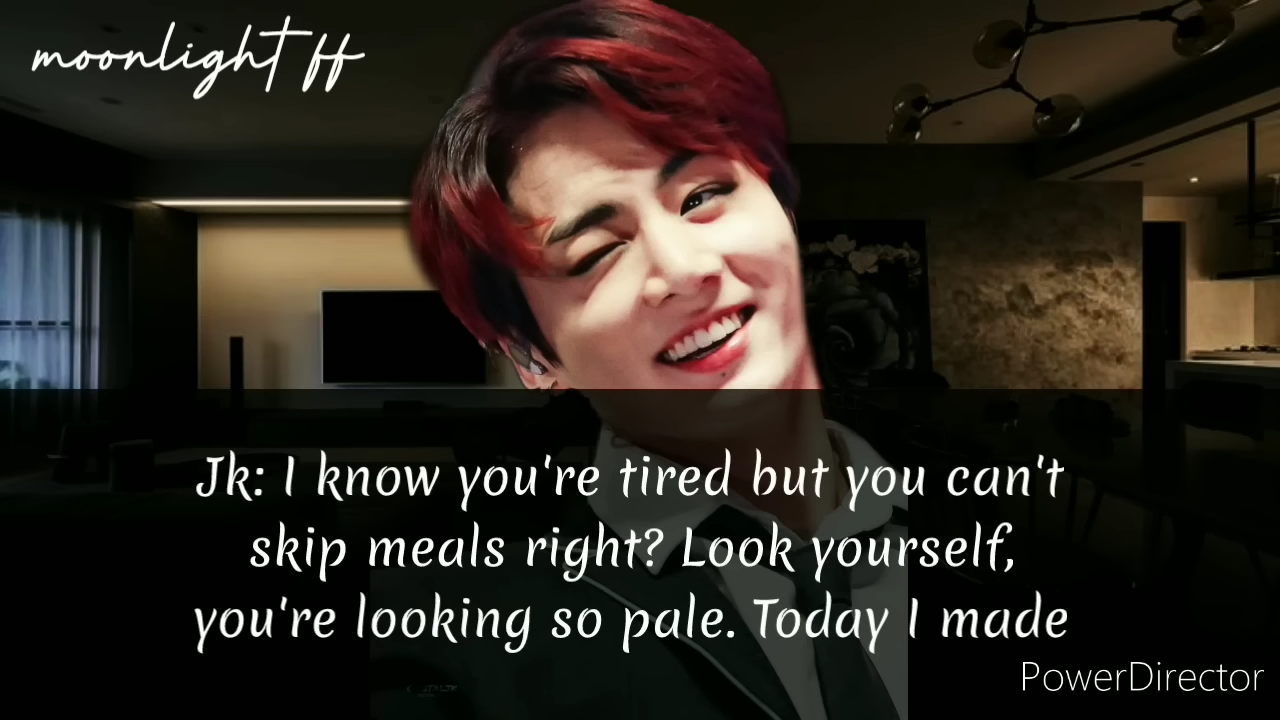 moonlight ff
Jk: I know you're tired but you can't
skip meals right? Look yourself,
you're looking so pale. Today I made
PowerDirector